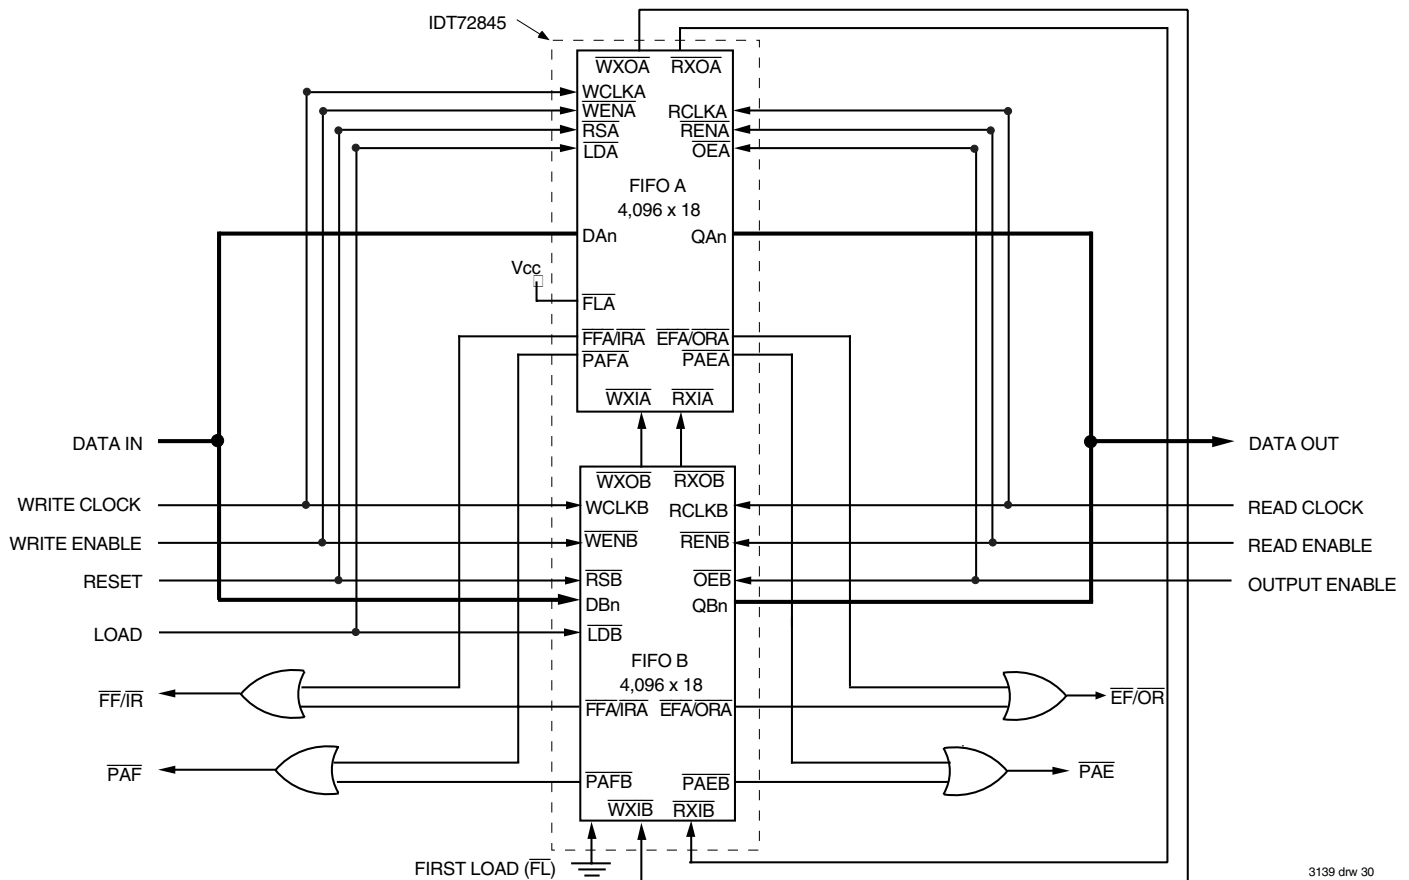 IDT72845
WXOA RXOA
WCLKA
WENA RCLKA
RSA RENA
LDA OEA
FIFO A
4,096 x 18
DAn QAn
Vcc
FLA
FFA/IRA EFA/ORA
PAFA PAEA
WXIA RXIA
DATA IN DATA OUT
WXOB RXOB
WRITE CLOCK WCLKB RCLKB READ CLOCK
WRITE ENABLE WENB RENB READ ENABLE
RESET RSB OEB OUTPUT ENABLE
DBn QBn
LOAD LDB
FIFO B
4,096 x 18
FF/IR FFA/IRA EFA/ORA EF/OR
PAF PAFB PAEB PAE
WXIB RXIB
FIRST LOAD (FL)
3139 drw 30